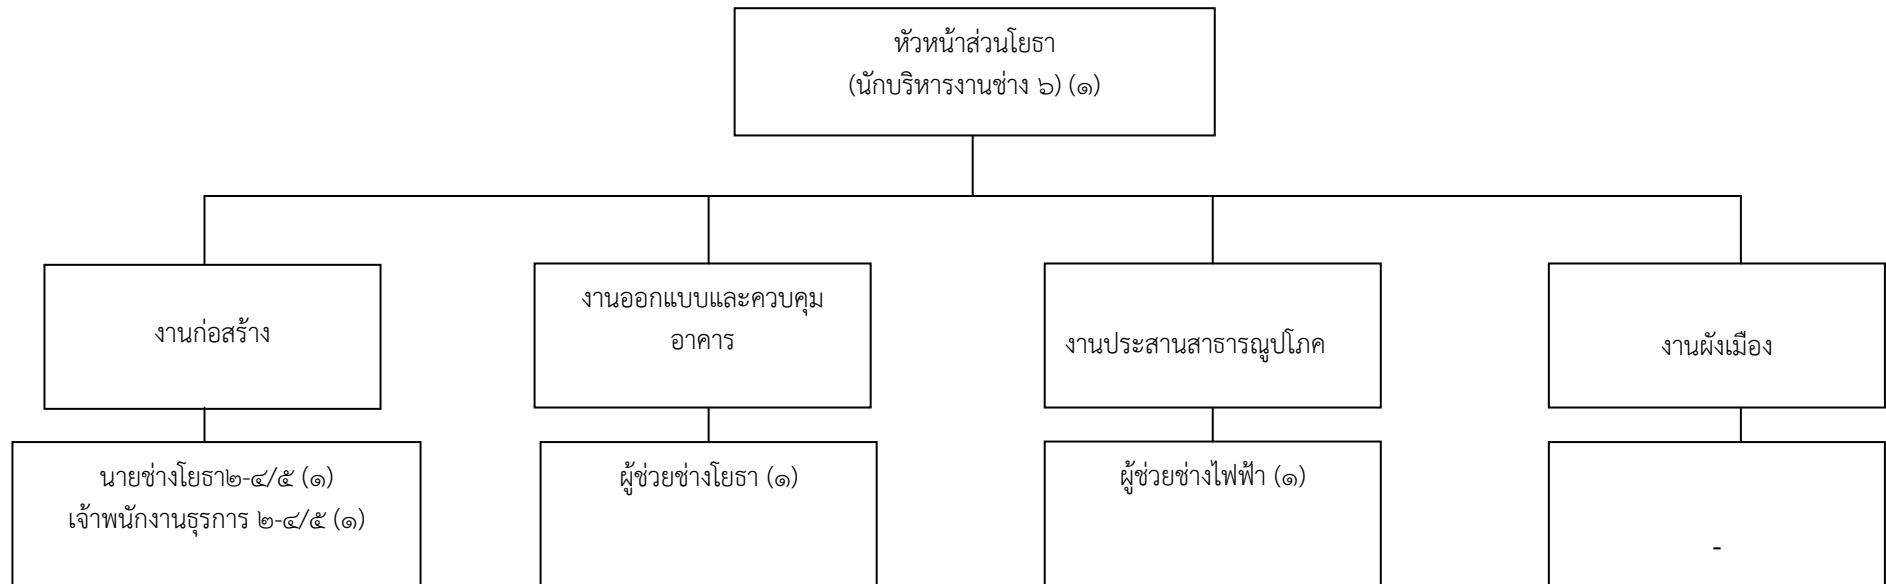 หัวหน้าส่วนโยธา
(นักบริหารงานช่าง ๖) (๑)
งานก่อสร้าง
งานออกแบบและควบคุม
อาคาร
งานประสานสาธารณูปโภค
งานผังเมือง
นายช่างโยธา๒-๔/๕ (๑)
เจ้าพนักงานธุรการ ๒-๔/๕ (๑)
ผู้ช่วยช่างโยธา (๑)
ผู้ช่วยช่างไฟฟ้า (๑)
-